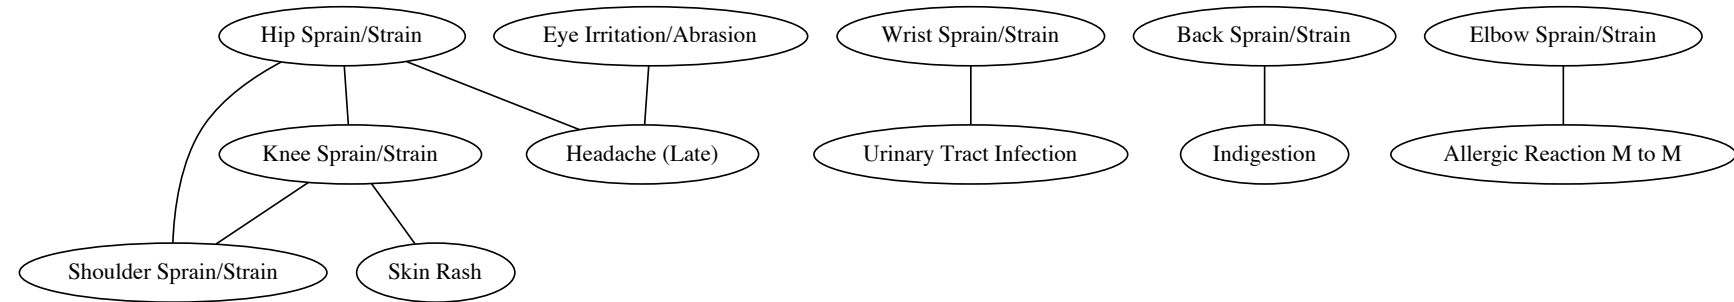 Hip Sprain/Strain
Eye Irritation/Abrasion
Wrist Sprain/Strain
Back Sprain/Strain
Elbow Sprain/Strain
Knee Sprain/Strain
Headache (Late)
Urinary Tract Infection
Indigestion
Allergic Reaction M to M
Shoulder Sprain/Strain
Skin Rash